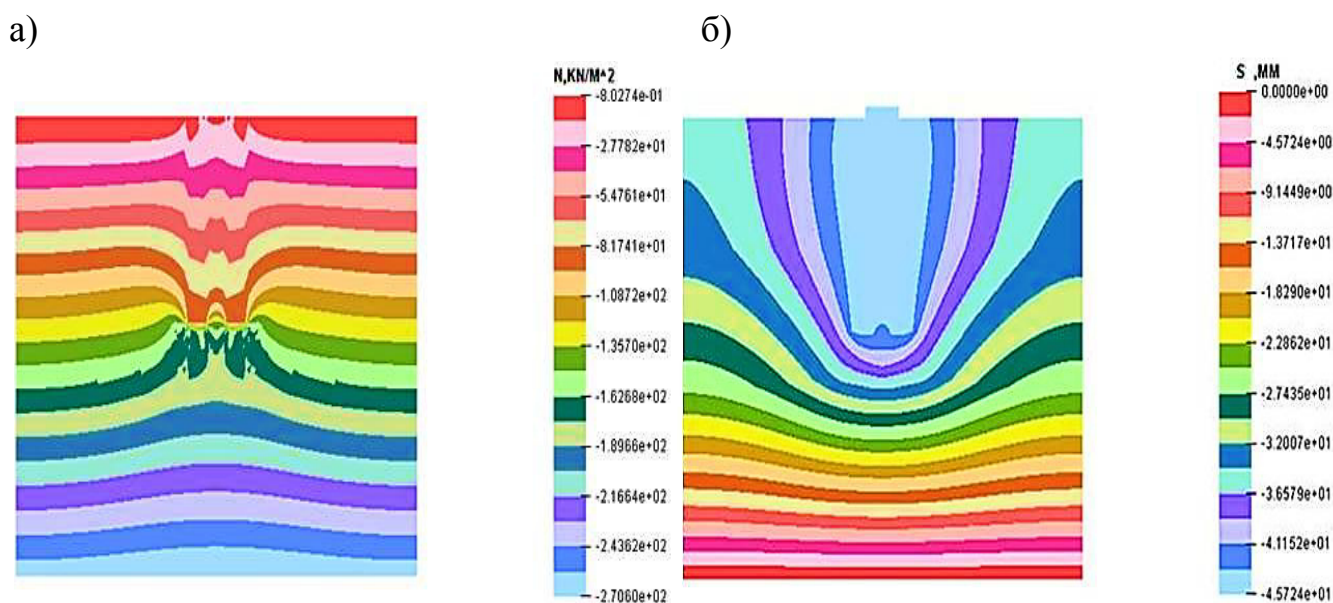 а)
б)
N,KN/M^2
-8.0274e-01
-2.7782e+01
-5.4761e+01
-8.1741e+01
-1.0872e+02
-1.3570e+02
-1.6268e+02
-1.8966e+02
-2.1664e+02
-2.4362e+02
-2.7060e+02
S ,MM
0.0000e+00
-4.5724e+00
-9.1449e+00
-1.3717e+01
-1.8290e+01
-2.2862e+01
-2.7435e+01
-3.2007e+01
-3.6579e+01
-4.1152e+01
-4.5724e+01